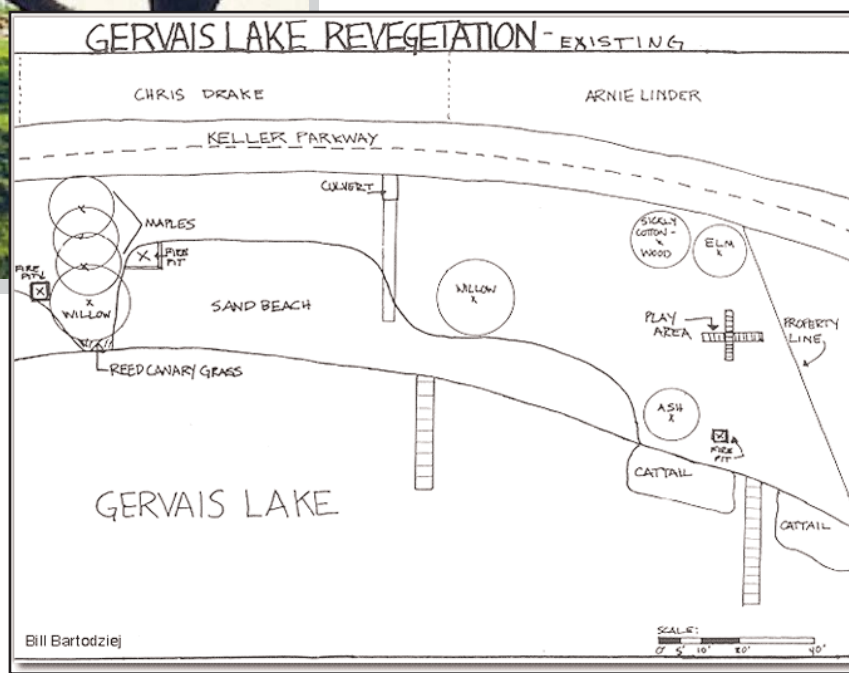 GERVAIS LAKE REVEGETATION - EXISTING
CHRIS DRAKE
ARNIE LINDER
KELLER PARKWAY
CULVERT
MAPLES
FIRE
PIT
FIRE
PIT
WILLOW
SAND BEACH
REED CANARY GRASS
WILLOW
SICKLY
COTTON-
WOOD
ELM
PLAY
AREA
PROPERTY
LINE
ASH
FIRE
PIT
CATTAIL
CATTAIL
GERVAIS LAKE
Bill Bartodziej
SCALE:
0' 5' 10' 20' 40'